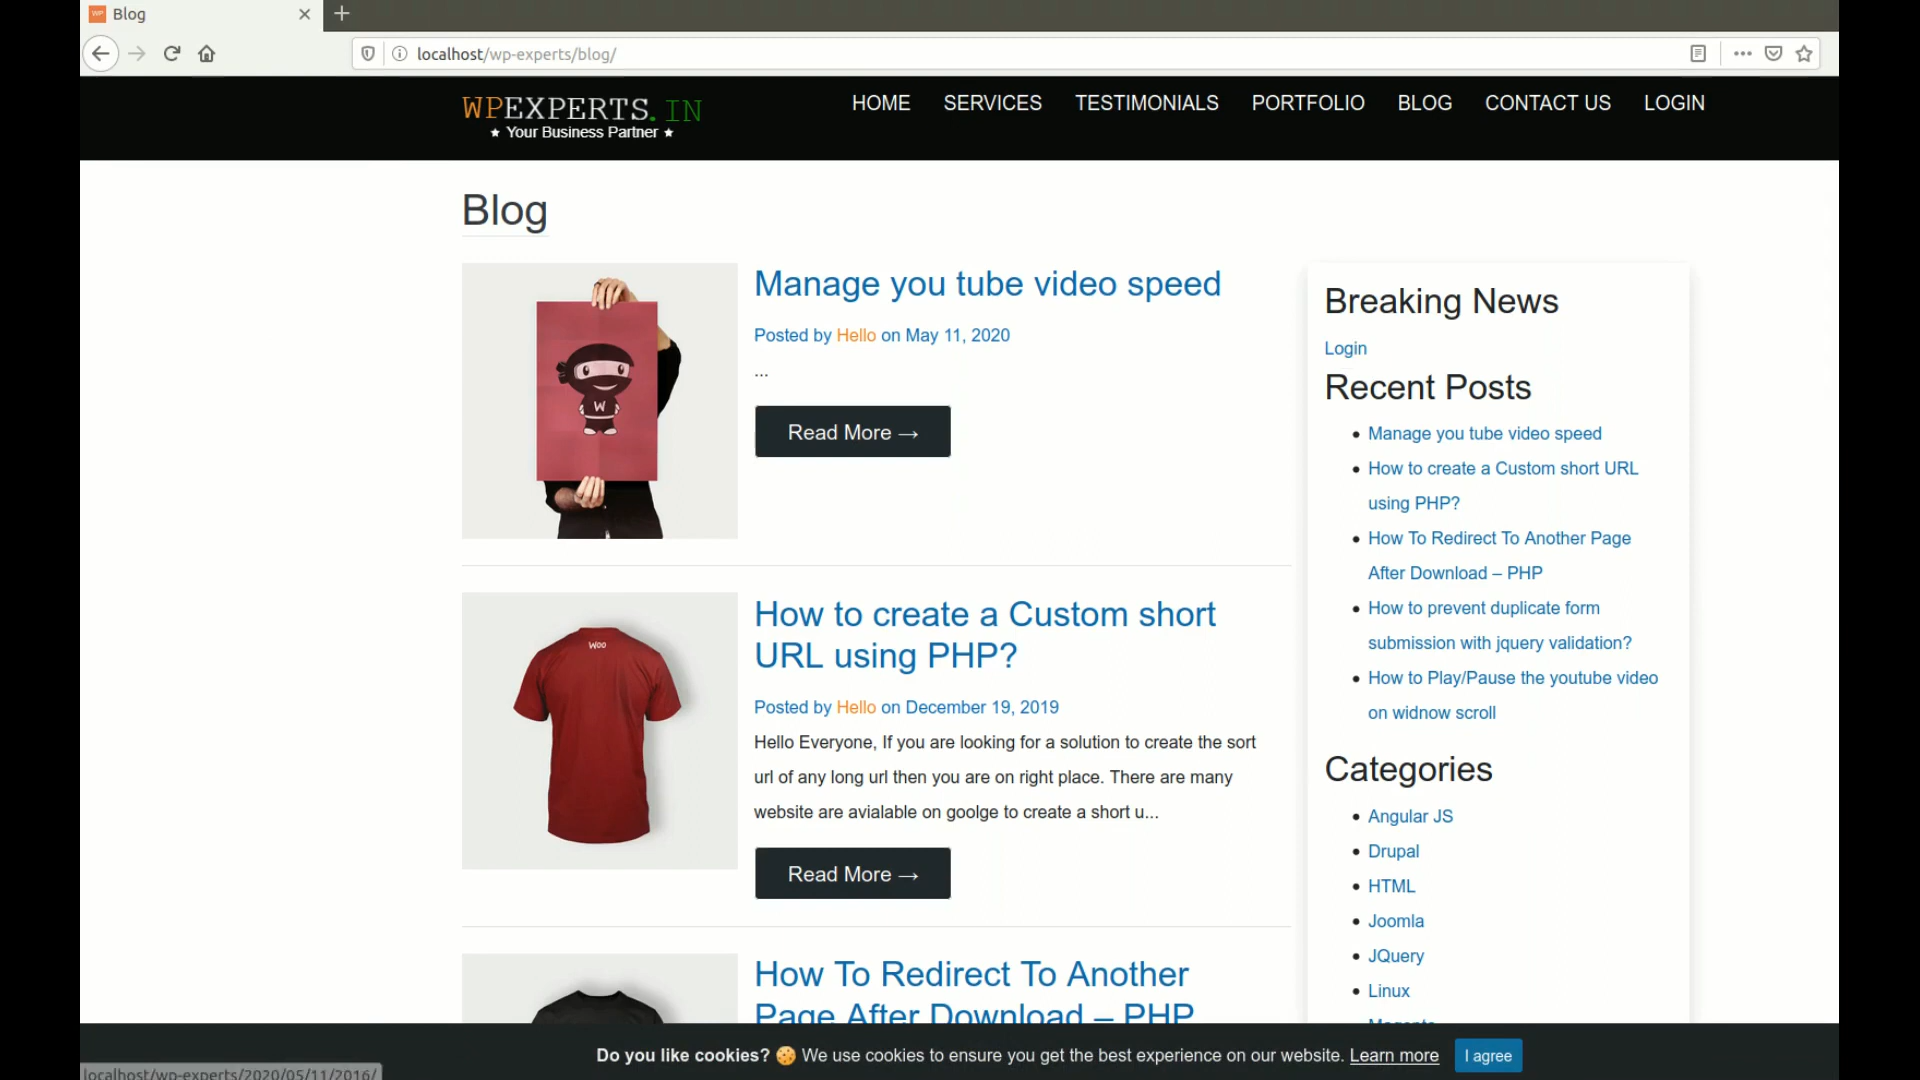 WP Blog
localhost/wp-experts/blog/
WPEXPERTS.IN
★ Your Business Partner ★
HOME SERVICES TESTIMONIALS PORTFOLIO BLOG CONTACT US LOGIN
Blog
Manage you tube video speed
Posted by Hello on May 11, 2020
...
Read More →
W
How to create a Custom short
URL using PHP?
Posted by Hello on December 19, 2019
Hello Everyone, If you are looking for a solution to create the sort
url of any long url then you are on right place. There are many
website are avialable on goolge to create a short u...
Read More →
Woo
How To Redirect To Another
Page After Download – PHP
Breaking News
Login
Recent Posts
Manage you tube video speed
How to create a Custom short URL
using PHP?
How To Redirect To Another Page
After Download – PHP
How to prevent duplicate form
submission with jquery validation?
How to Play/Pause the youtube video
on widnow scroll
Categories
Angular JS
Drupal
HTML
Joomla
JQuery
Linux
Do you like cookies? 🍪 We use cookies to ensure you get the best experience on our website. Learn more I agree
localhost/wp-experts/2020/05/11/2016/